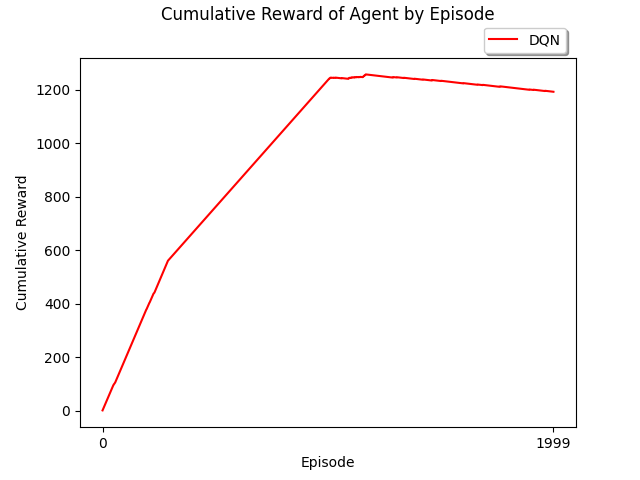 Cumulative Reward of Agent by Episode
DQN
1200
1000
800
600
400
200
0
Cumulative Reward
0
1999
Episode